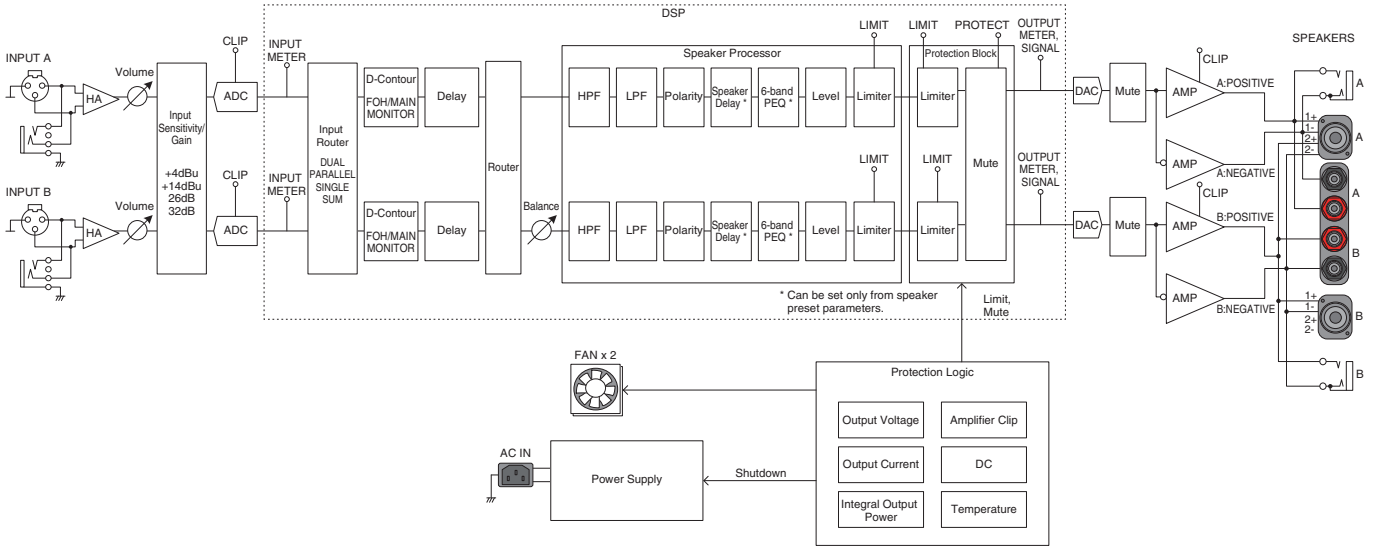 DSP
LIMIT
LIMIT
PROTECT
OUTPUT
METER,
SIGNAL
SPEAKERS
INPUT A
CLIP
INPUT
METER
Speaker Processor
Protection Block
CLIP
Volume
HA
Input
Sensitivity/
Gain
+4dBu
+14dBu
26dB
32dB
ADC
Input
Router
DUAL
PARALLEL
SINGLE
SUM
D-Contour
FOH/MAIN
MONITOR
Delay
Router
HPF
LPF
Polarity
Speaker
Delay *
6-band
PEQ *
Level
Limiter
Limiter
Mute
DAC
Mute
AMP
A:POSITIVE
A
1+
1-
2+
2-
A
AMP
A:NEGATIVE
INPUT B
CLIP
INPUT
METER
LIMIT
LIMIT
OUTPUT
METER,
SIGNAL
CLIP
A
Volume
HA
ADC
D-Contour
FOH/MAIN
MONITOR
Delay
Balance
HPF
LPF
Polarity
Speaker
Delay *
6-band
PEQ *
Level
Limiter
Limiter
DAC
Mute
AMP
B:POSITIVE
B
AMP
B:NEGATIVE
1+
1-
2+
2-
B
B
* Can be set only from speaker
preset parameters.
Limit,
Mute
FAN x 2
Protection Logic
Output Voltage
Amplifier Clip
Output Current
DC
Integral Output
Power
Temperature
AC IN
Power Supply
Shutdown